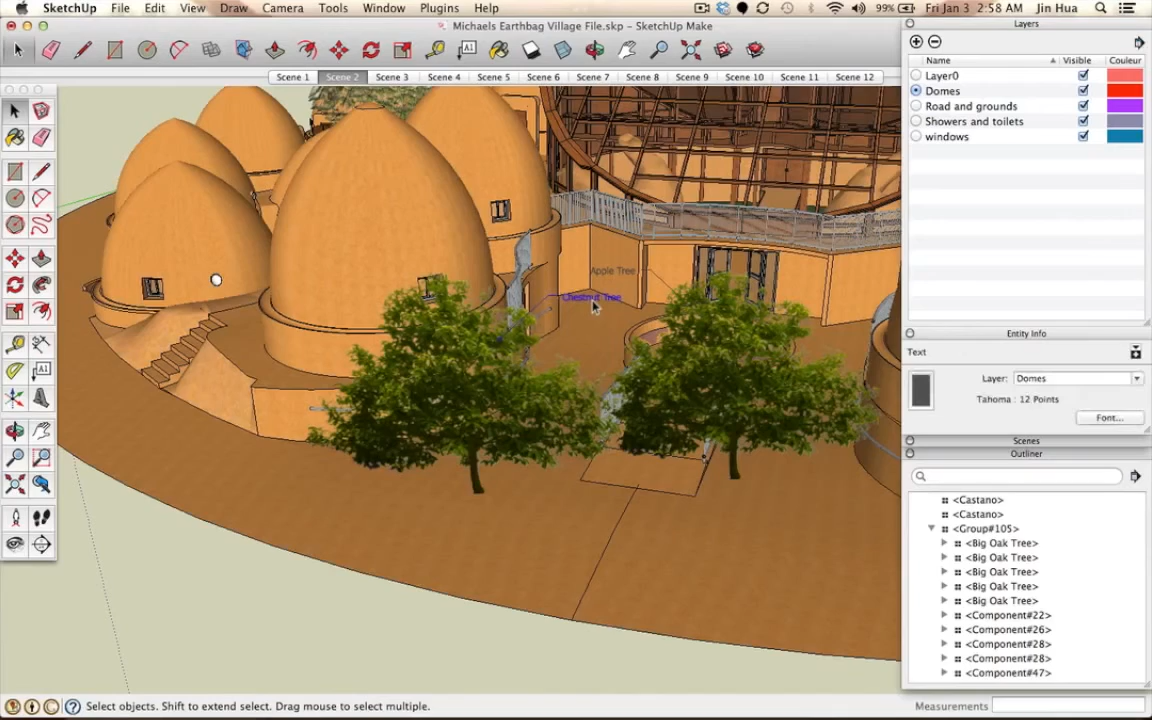 SketchUp File Edit View Draw Camera Tools Window Plugins Help 99% Fri Jan 3 2:58 AM Jin Hua
Michaels Earthbag Village File.skp - SketchUp Make
A1
Scene 1 Scene 2 Scene 3 Scene 4 Scene 5 Scene 6 Scene 7 Scene 8 Scene 9 Scene 10 Scene 11 Scene 12
A1
Apple Tree
Chestnut Tree
Layers
Name Visible Couleur
Layer0
Domes
Road and grounds
Showers and toilets
windows
Entity Info
Text
Layer: Domes
Tahoma : 12 Points
Font...
Scenes
Outliner
<Castano>
<Castano>
<Group#105>
<Big Oak Tree>
<Big Oak Tree>
<Big Oak Tree>
<Big Oak Tree>
<Big Oak Tree>
<Component#22>
<Component#26>
<Component#28>
<Component#28>
<Component#47>
Select objects. Shift to extend select. Drag mouse to select multiple.
Measurements